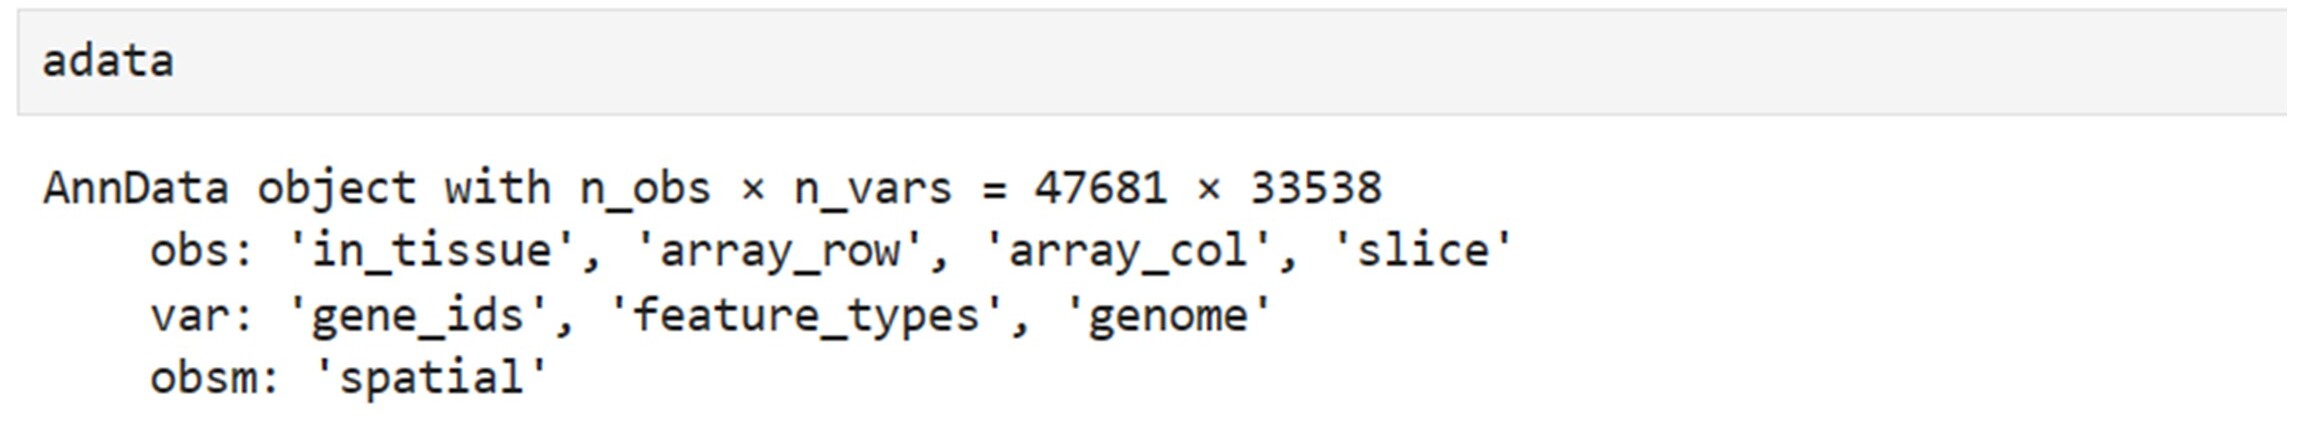 adata
AnnData object with n_obs × n_vars = 47681 × 33538
obs: 'in_tissue', 'array_row', 'array_col', 'slice'
var: 'gene_ids', 'feature_types', 'genome'
obsm: 'spatial'